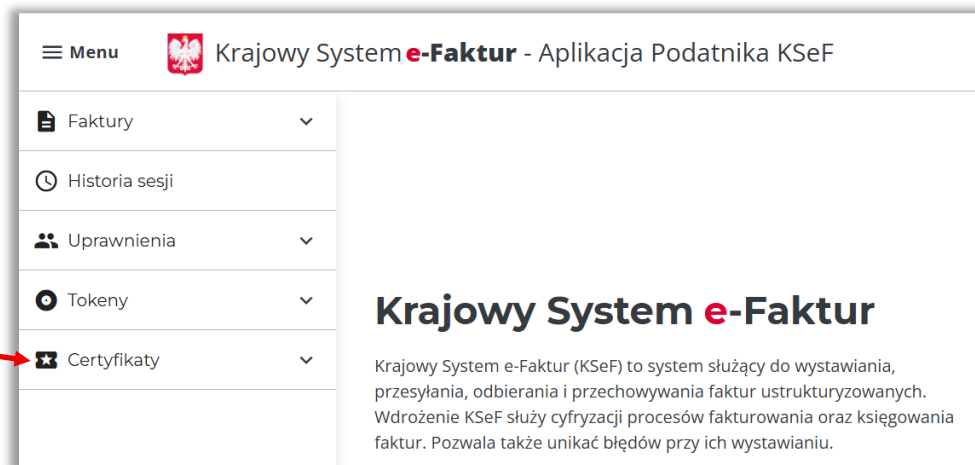 Menu
Krajowy System e-Faktur - Aplikacja Podatnika KSeF
Faktury
Historia sesji
Uprawnienia
Tokeny
Certyfikaty
Krajowy System e-Faktur
Krajowy System e-Faktur (KSeF) to system służący do wystawiania,
przesyłania, odbierania i przechowywania faktur ustrukturyzowanych.
Wdrożenie KSeF służy cyfryzacji procesów fakturowania oraz księgowania
faktur. Pozwala także unikać błędów przy ich wystawianiu.